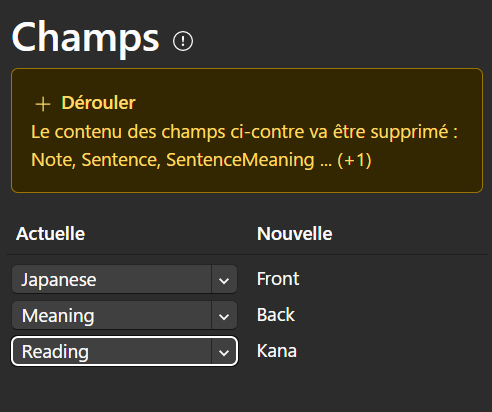 Champs
Dérouler
Le contenu des champs ci-contre va être supprimé :
Note, Sentence, SentenceMeaning ... (+1)
Actuelle Nouvelle
Japanese Front
Meaning Back
Reading Kana